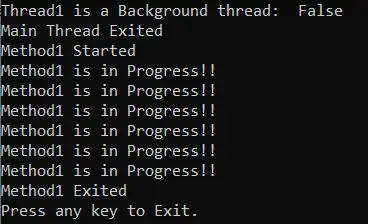 Thread1 is a Background thread:  False
Main Thread Exited
Method1 Started
Method1 is in Progress!!
Method1 is in Progress!!
Method1 is in Progress!!
Method1 is in Progress!!
Method1 is in Progress!!
Method1 is in Progress!!
Method1 Exited
Press any key to Exit.